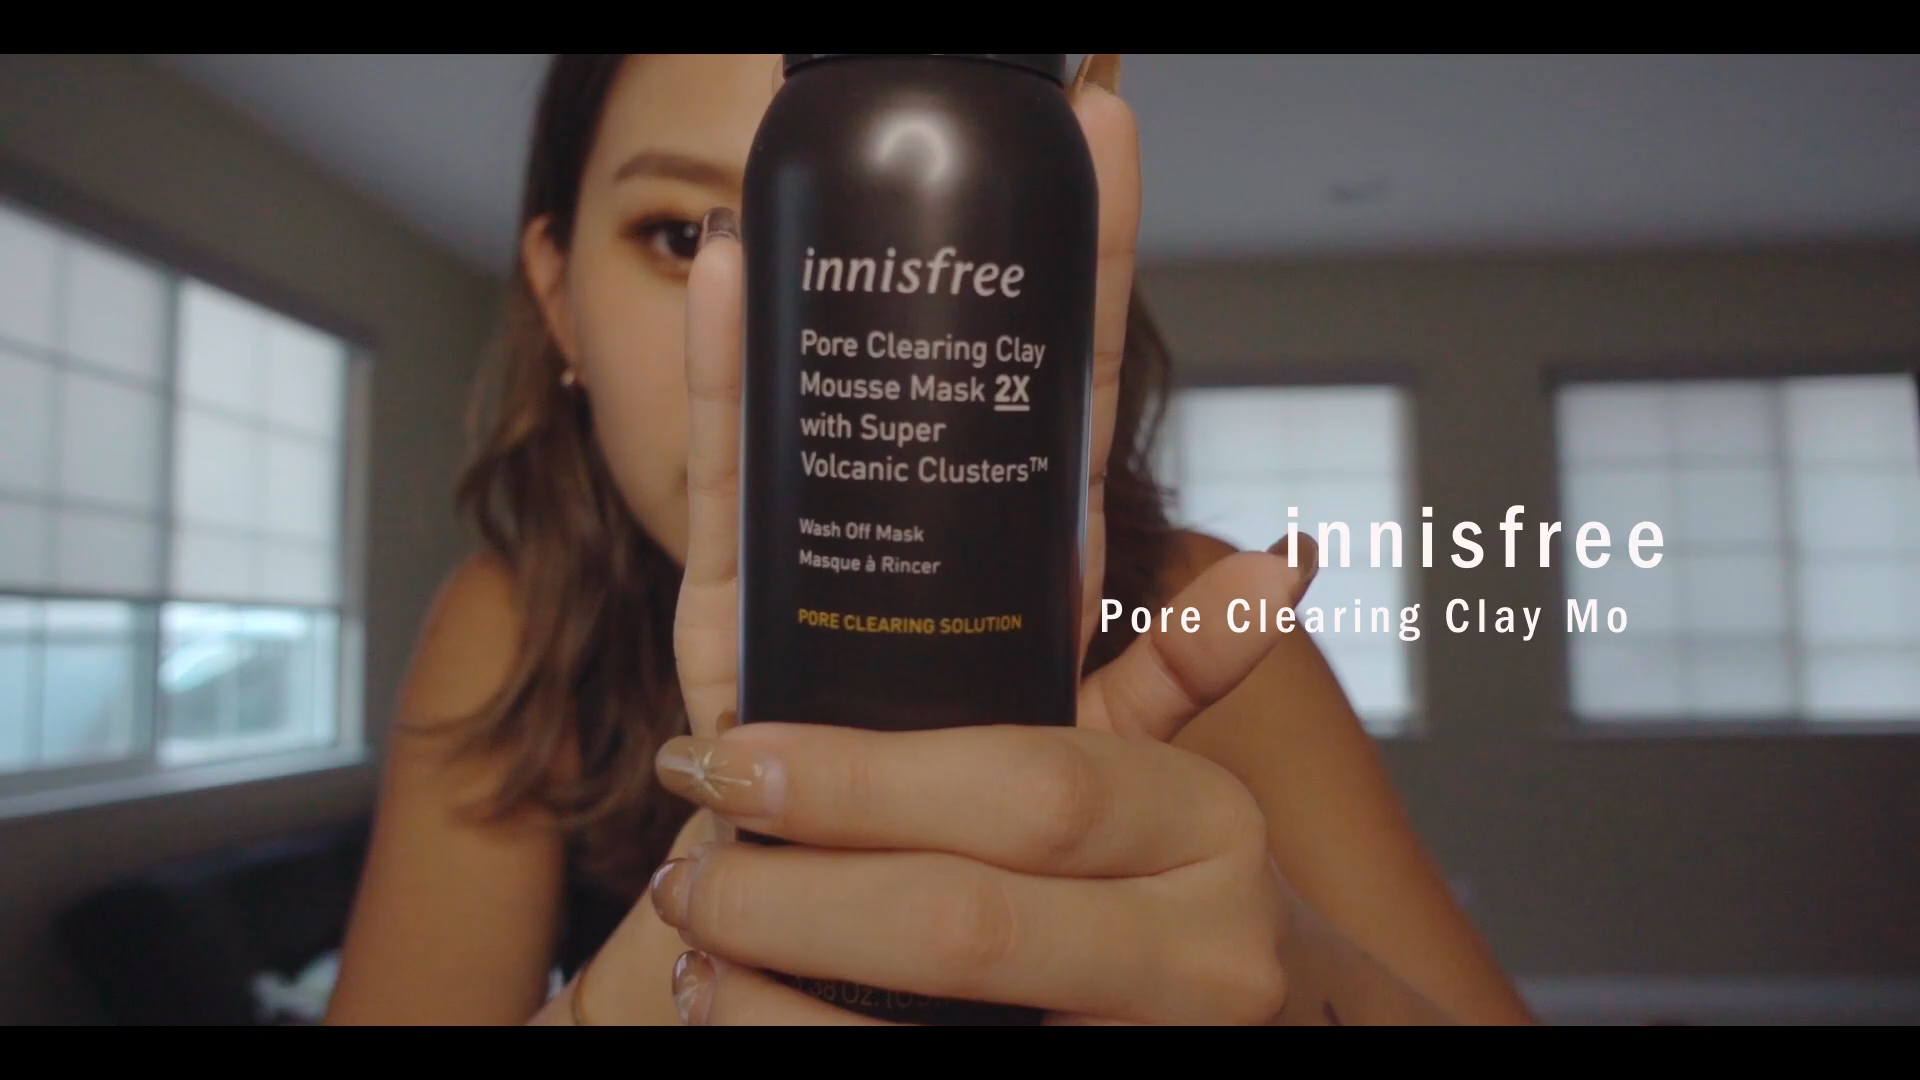 innisfree
Pore Clearing Clay
Mousse Mask 2X
with Super
Volcanic Clusters™
Wash Off Mask
Masque à Rincer
PORE CLEARING SOLUTION
innisfree
Pore Clearing Clay Mo